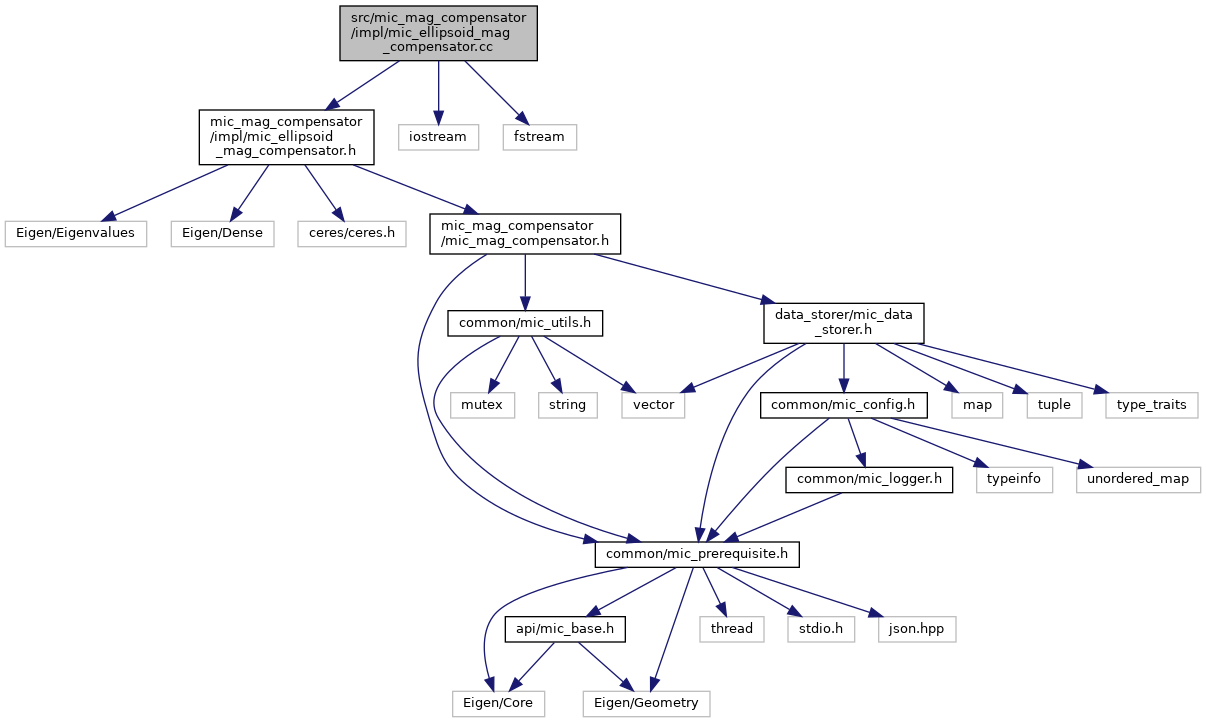 src/mic_mag_compensator
/impl/mic_ellipsoid_mag
_compensator.cc
mic_mag_compensator
/impl/mic_ellipsoid
_mag_compensator.h
iostream
fstream
Eigen/Eigenvalues
Eigen/Dense
ceres/ceres.h
mic_mag_compensator
/mic_mag_compensator.h
common/mic_utils.h
data_storer/mic_data
_storer.h
mutex
string
vector
common/mic_config.h
map
tuple
type_traits
common/mic_logger.h
typeinfo
unordered_map
common/mic_prerequisite.h
api/mic_base.h
thread
stdio.h
json.hpp
Eigen/Core
Eigen/Geometry